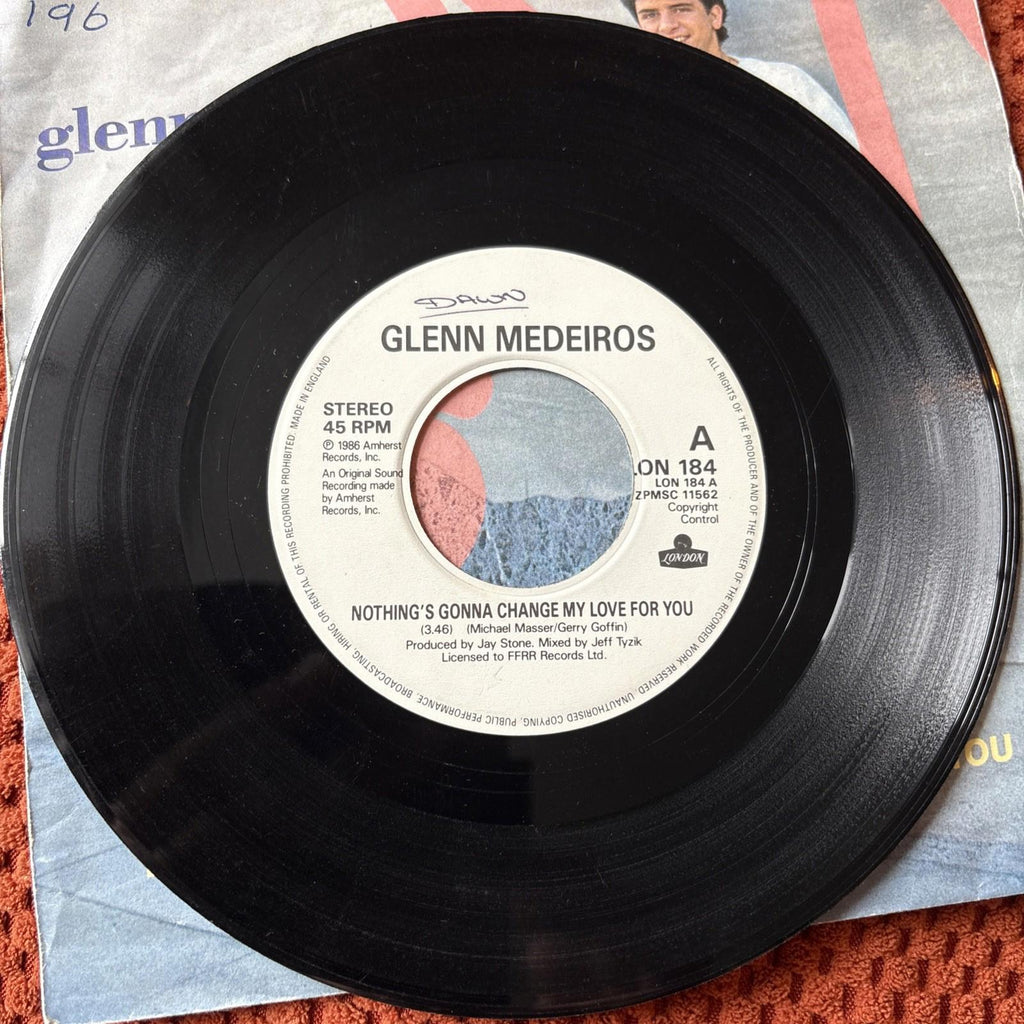 196
glenn
DAWN
GLENN MEDEIROS
STEREO
45 RPM
℗ 1986 Amherst
Records, Inc.
An Original Sound
Recording made
by Amherst
Records, Inc.
A
LON 184
LON 184 A
ZPMSC 11562
Copyright
Control
LONDON
NOTHING'S GONNA CHANGE MY LOVE FOR YOU
(3.46) (Michael Masser/Gerry Goffin)
Produced by Jay Stone. Mixed by Jeff Tyzik
Licensed to FFRR Records Ltd.
ALL RIGHTS OF THE PRODUCER AND OF THE OWNER OF THE RECORDED WORK RESERVED. UNAUTHORISED COPYING, PUBLIC PERFORMANCE, BROADCASTING, HIRING OR RENTAL OF THIS RECORDING PROHIBITED. MADE IN ENGLAND
YOU